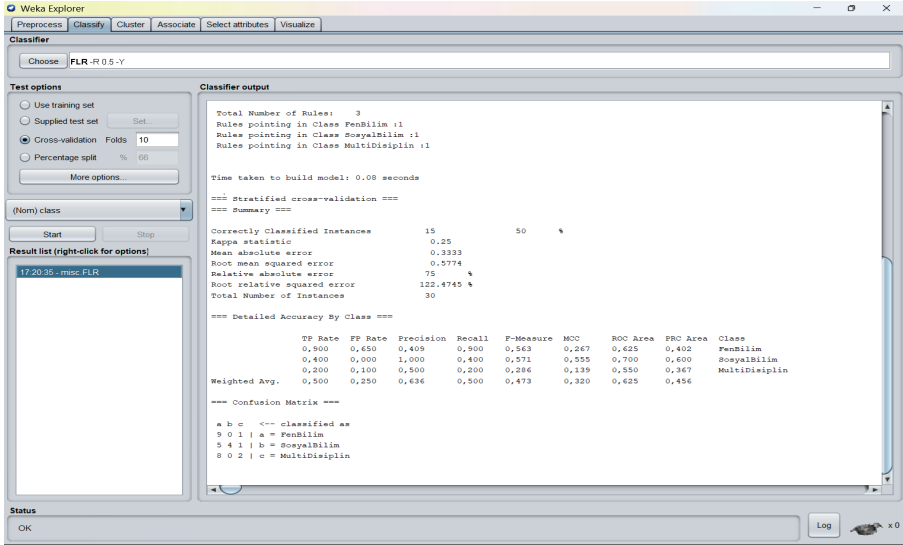 Weka Explorer
Preprocess Classify Cluster Associate Select attributes Visualize
Classifier
Choose FLR -R 0.5 -Y
Test options
Use training set
Supplied test set Set...
Cross-validation Folds 10
Percentage split % 66
More options...
(Nom) class
Start Stop
Result list (right-click for options)
17:20:35 - misc.FLR
Classifier output
Total Number of Rules: 3
Rules pointing in Class FenBilim :1
Rules pointing in Class SosyalBilim :1
Rules pointing in Class MultiDisiplin :1
Time taken to build model: 0.08 seconds
=== Stratified cross-validation ===
=== Summary ===
Correctly Classified Instances 15 50 %
Kappa statistic 0.25
Mean absolute error 0.3333
Root mean squared error 0.5774
Relative absolute error 75 %
Root relative squared error 122.4745 %
Total Number of Instances 30
=== Detailed Accuracy By Class ===
TP Rate FP Rate Precision Recall F-Measure MCC ROC Area PRC Area Class
0,900 0,650 0,409 0,900 0,563 0,267 0,625 0,402 FenBilim
0,400 0,000 1,000 0,400 0,571 0,555 0,700 0,600 SosyalBilim
0,200 0,100 0,500 0,200 0,286 0,139 0,550 0,367 MultiDisiplin
Weighted Avg. 0,500 0,250 0,636 0,500 0,473 0,320 0,625 0,456
=== Confusion Matrix ===
a b c <-- classified as
9 0 1 | a = FenBilim
5 4 1 | b = SosyalBilim
8 0 2 | c = MultiDisiplin
Status
OK
Log x 0